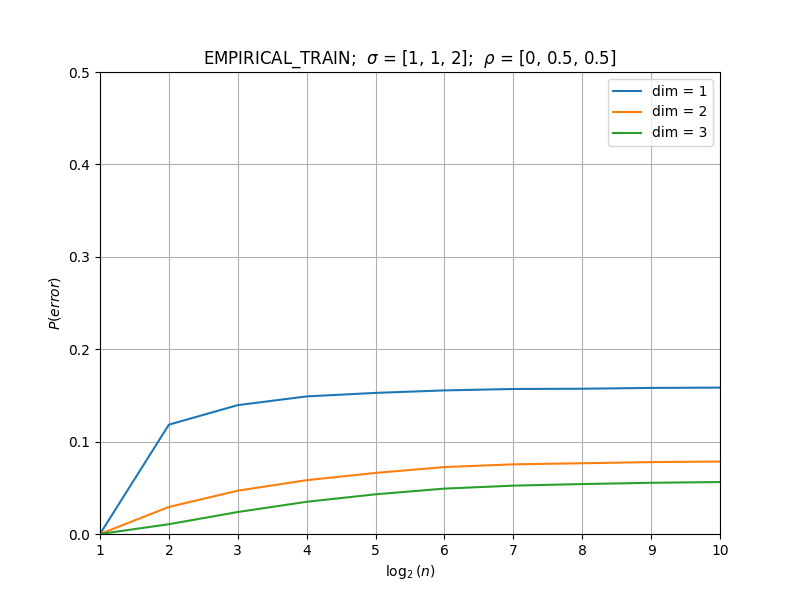 EMPIRICAL_TRAIN; σ = [1, 1, 2]; ρ = [0, 0.5, 0.5]
dim = 1
dim = 2
dim = 3
0.5
0.4
0.3
0.2
0.1
0.0
P(error)
1 2 3 4 5 6 7 8 9 10
log₂(n)